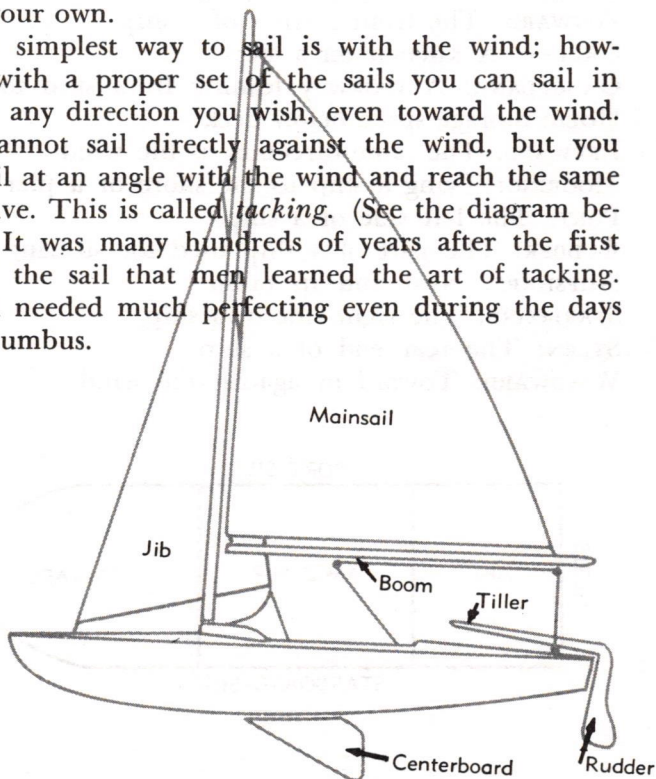 our own.
simplest way to sail is with the wind; how-
with a proper set of the sails you can sail in
any direction you wish, even toward the wind.
annot sail directly against the wind, but you
il at an angle with the wind and reach the same
ive. This is called tacking. (See the diagram be-
It was many hundreds of years after the first
the sail that men learned the art of tacking.
needed much perfecting even during the days
umbus.
Mainsail
Jib
Boom
Tiller
Centerboard
Rudder